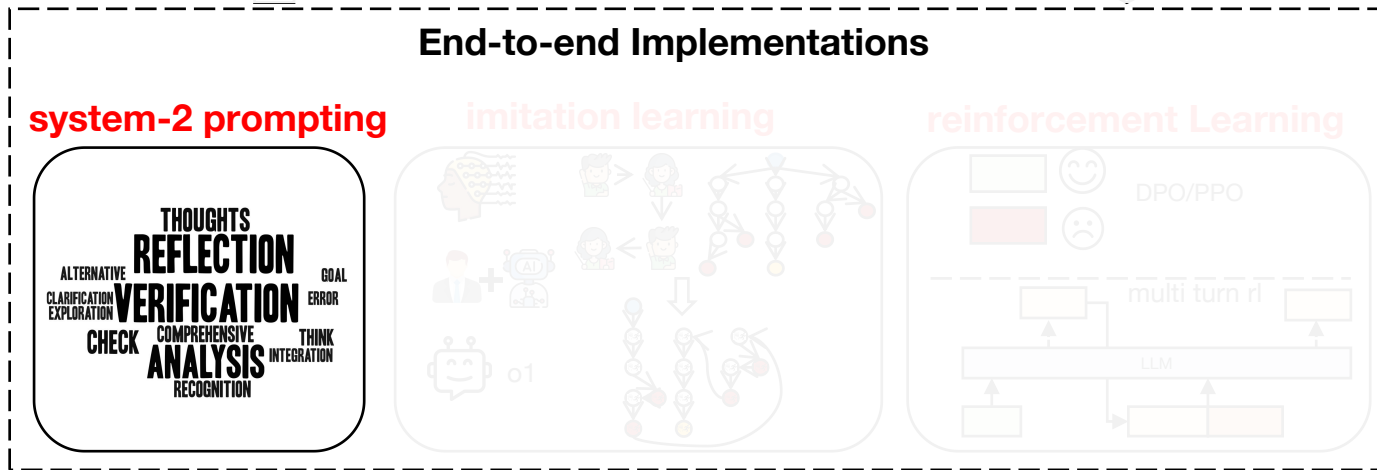 End-to-end Implementations
system-2 prompting
imitation learning
reinforcement Learning
THOUGHTS
REFLECTION
ALTERNATIVE
GOAL
CLARIFICATION
VERIFICATION
ERROR
EXPLORATION
CHECK
COMPREHENSIVE
THINK
ANALYSIS
INTEGRATION
RECOGNITION
AI
o1
DPO/PPO
multi turn rl
LLM